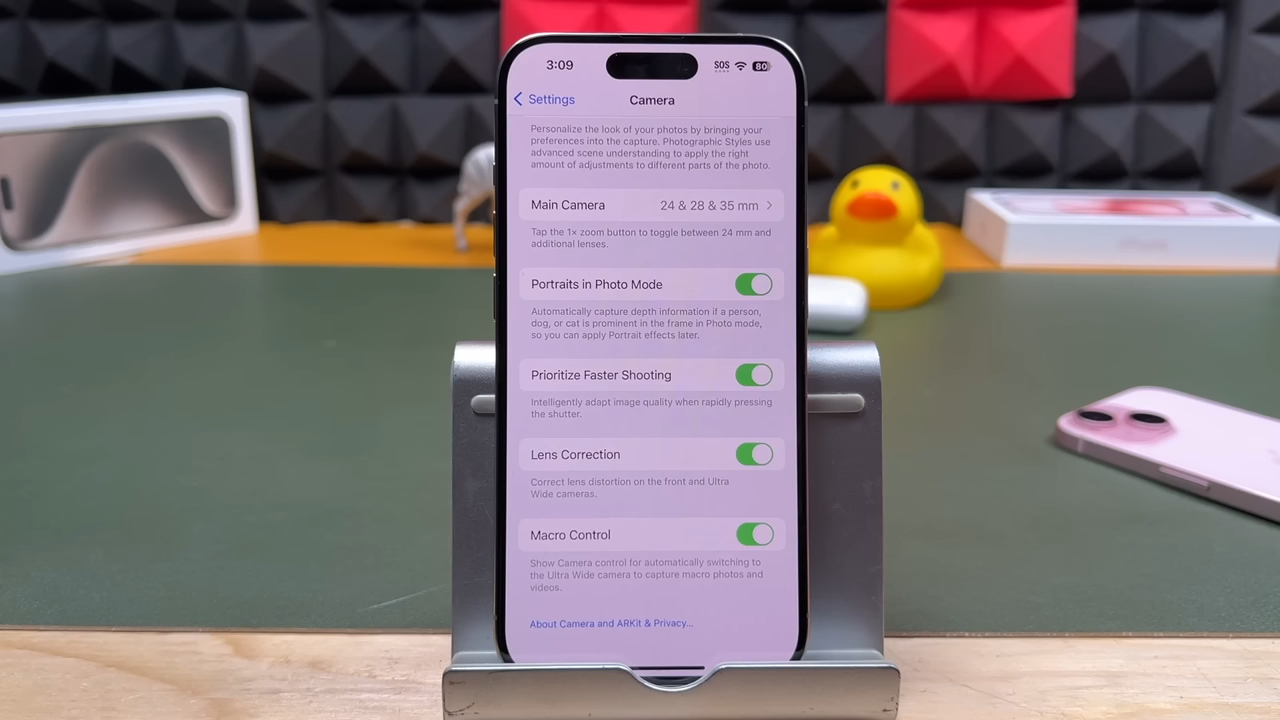 3:09 SOS 80
Settings Camera
Personalize the look of your photos by bringing your
preferences into the capture. Photographic Styles use
advanced scene understanding to apply the right
amount of adjustments to different parts of the photo.
Main Camera 24 & 28 & 35 mm
Tap the 1× zoom button to toggle between 24 mm and
additional lenses.
Portraits in Photo Mode
Automatically capture depth information if a person,
dog, or cat is prominent in the frame in Photo mode,
so you can apply Portrait effects later.
Prioritize Faster Shooting
Intelligently adapt image quality when rapidly pressing
the shutter.
Lens Correction
Correct lens distortion on the front and Ultra
Wide cameras.
Macro Control
Show Camera control for automatically switching to
the Ultra Wide camera to capture macro photos and
videos.
About Camera and ARKit & Privacy...